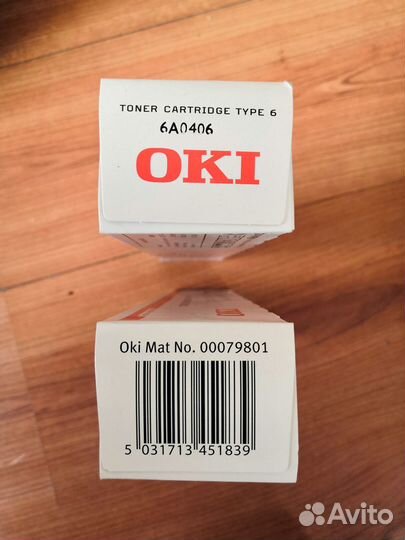 TONER CARTRIDGE TYPE 6
6A0406
OKI
Oki Mat No. 00079801
5 031713 451839
Avito